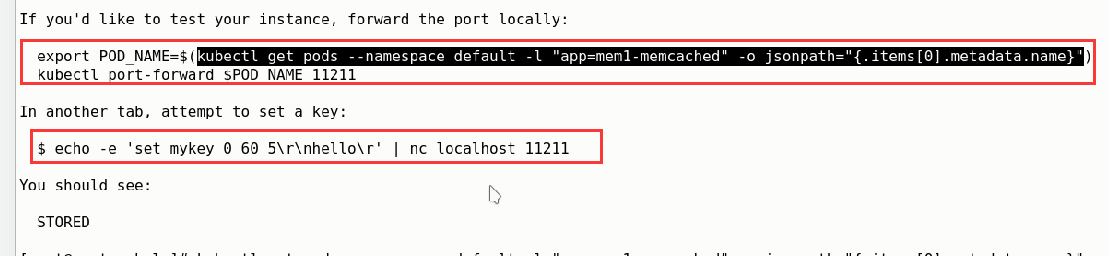 If you'd like to test your instance, forward the port locally:
export POD_NAME=$(kubectl get pods --namespace default -l "app=mem1-memcached" -o jsonpath="{.items[0].metadata.name}")
kubectl port-forward $POD_NAME 11211
In another tab, attempt to set a key:
$ echo -e 'set mykey 0 60 5\r\nhello\r' | nc localhost 11211
You should see:
STORED